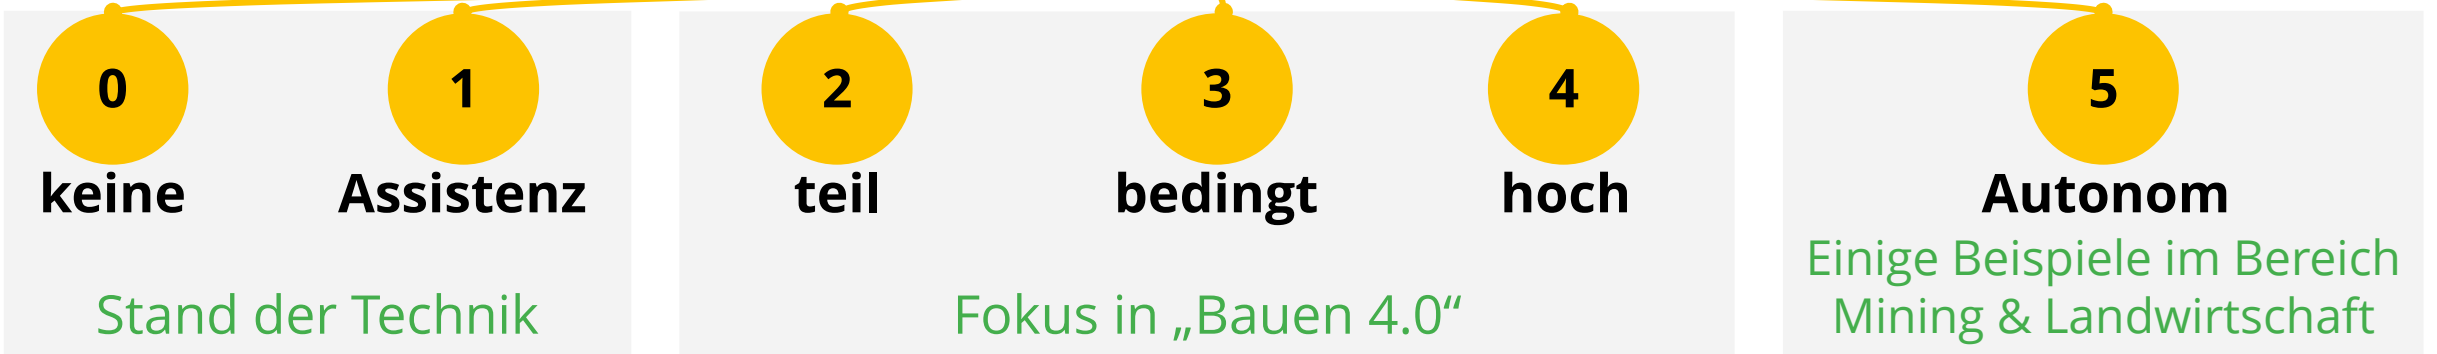 0 1 2 3 4 5
keine Assistenz teil bedingt hoch Autonom
Stand der Technik
Fokus in „Bauen 4.0“
Einige Beispiele im Bereich
Mining & Landwirtschaft